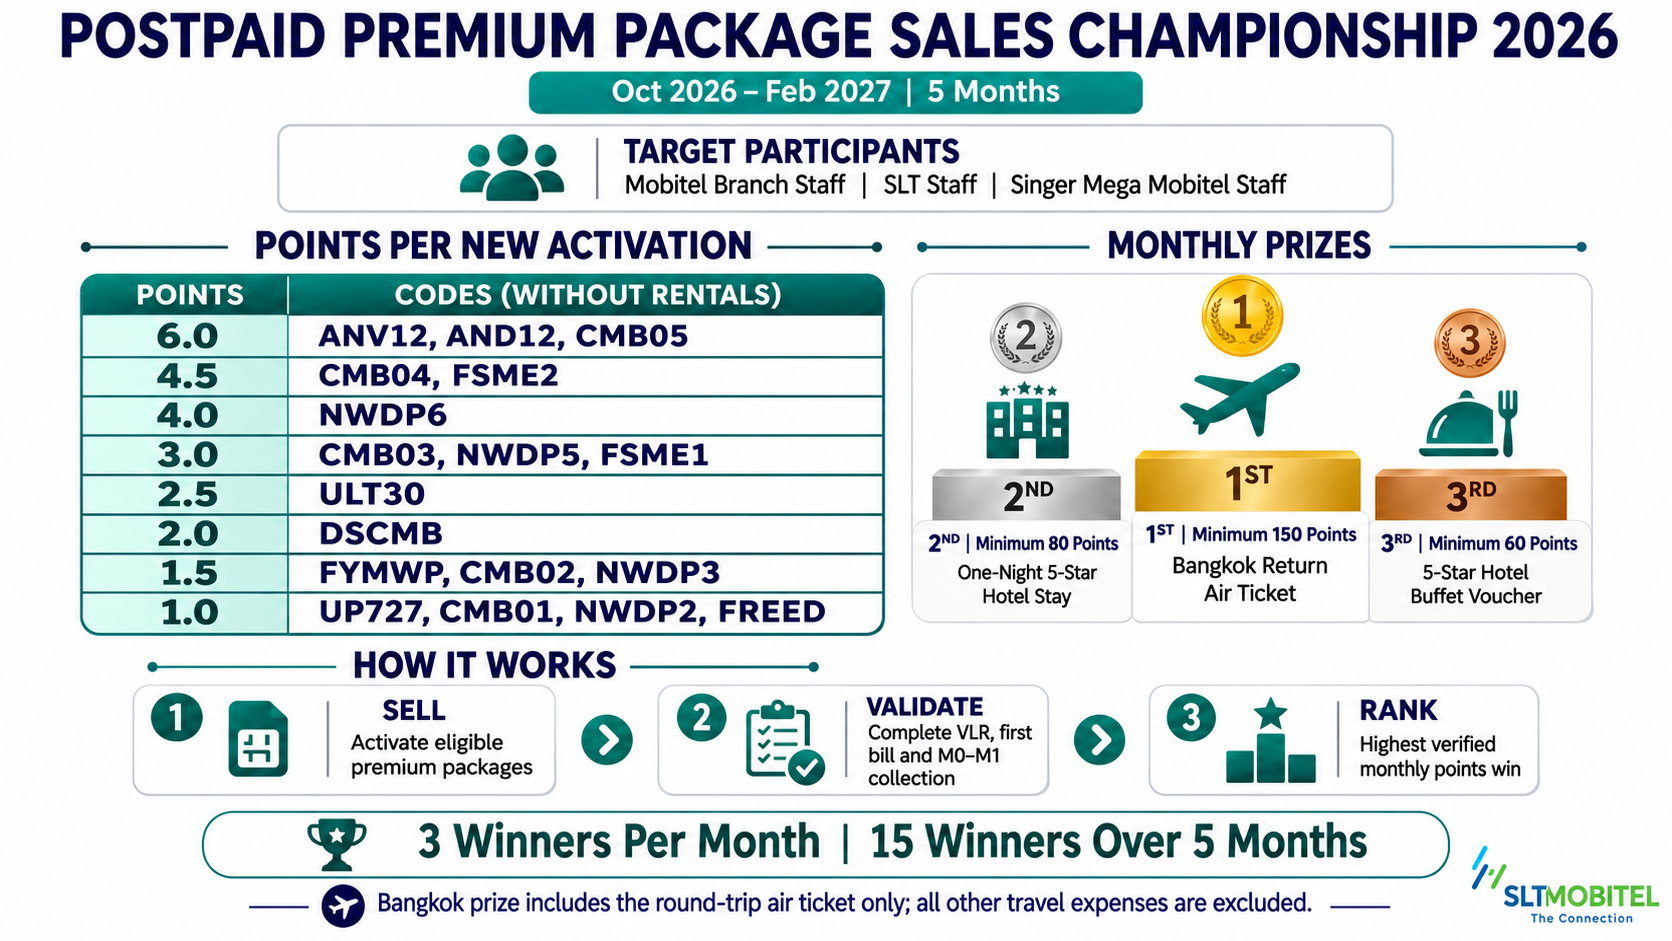 POSTPAID PREMIUM PACKAGE SALES CHAMPIONSHIP 2026
Oct 2026 – Feb 2027 | 5 Months
TARGET PARTICIPANTS
Mobitel Branch Staff | SLT Staff | Singer Mega Mobitel Staff
POINTS PER NEW ACTIVATION
POINTS CODES (WITHOUT RENTALS)
6.0 ANV12, AND12, CMB05
4.5 CMB04, FSME2
4.0 NWDP6
3.0 CMB03, NWDP5, FSME1
2.5 ULT30
2.0 DSCMB
1.5 FYMWP, CMB02, NWDP3
1.0 UP727, CMB01, NWDP2, FREED
MONTHLY PRIZES
2
1
3
2ND
1ST
3RD
2ND | Minimum 80 Points
One-Night 5-Star
Hotel Stay
1ST | Minimum 150 Points
Bangkok Return
Air Ticket
3RD | Minimum 60 Points
5-Star Hotel
Buffet Voucher
HOW IT WORKS
1
SELL
Activate eligible
premium packages
2
VALIDATE
Complete VLR, first
bill and M0–M1
collection
3
RANK
Highest verified
monthly points win
3 Winners Per Month | 15 Winners Over 5 Months
Bangkok prize includes the round-trip air ticket only; all other travel expenses are excluded.
SLTMOBITEL
The Connection